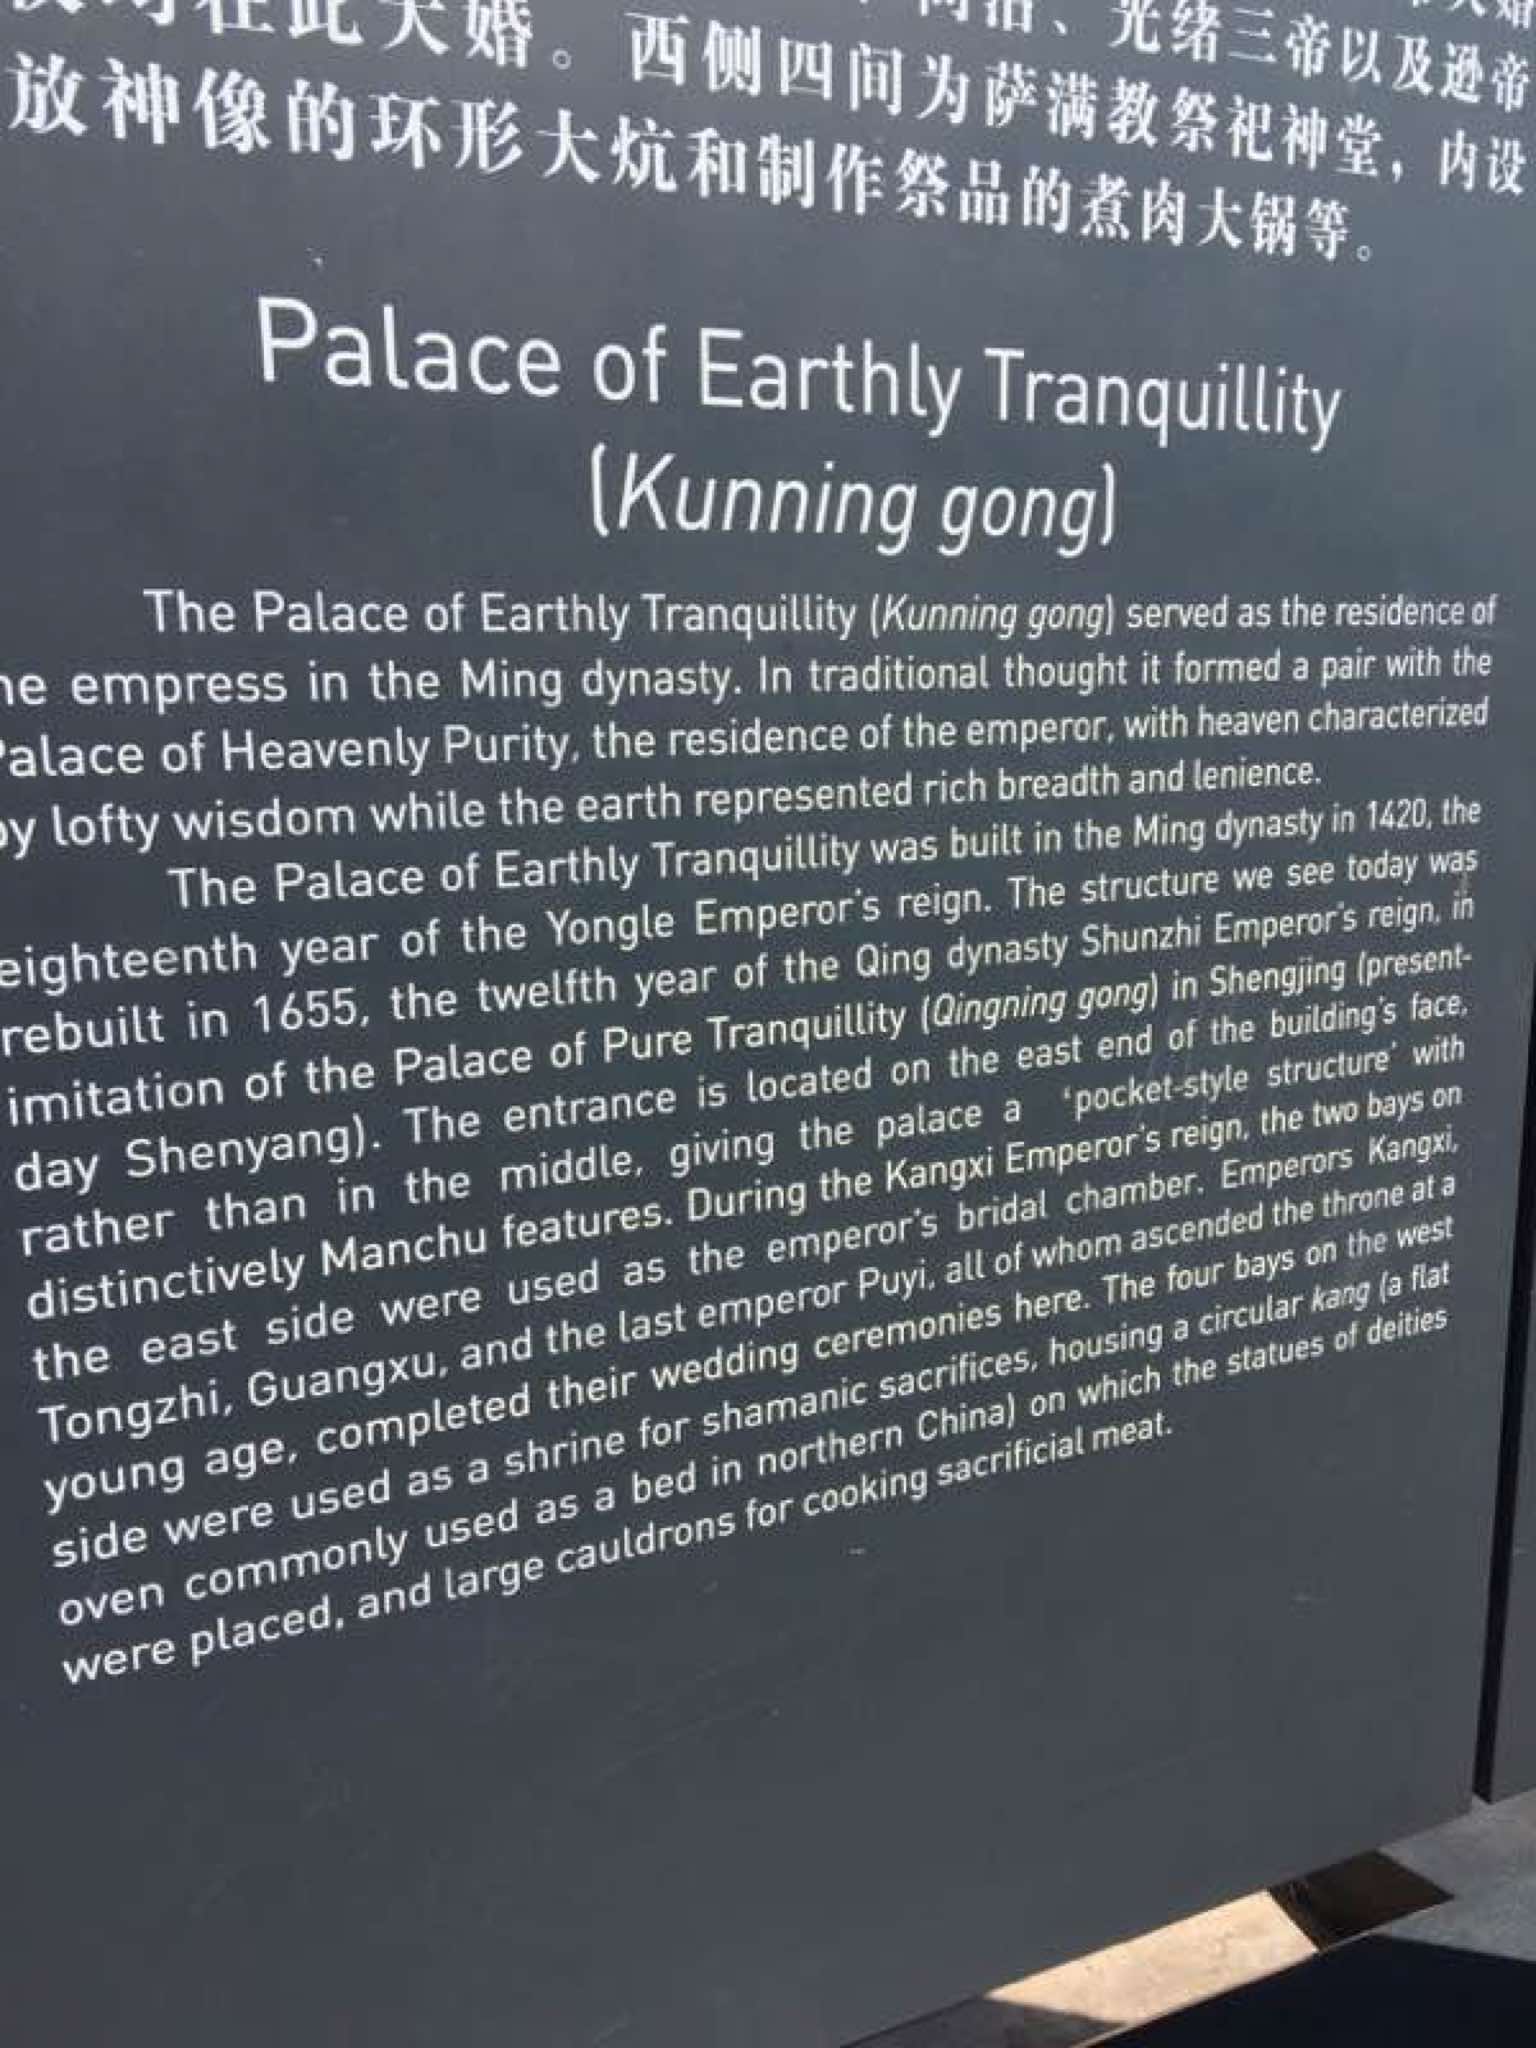 在此大婚。
、光绪三帝以及逊帝
西侧四间为萨满教祭祀神堂，内设
放神像的环形大炕和制作祭品的煮肉大锅等。
Palace of Earthly Tranquillity
(Kunning gong)
The Palace of Earthly Tranquillity (Kunning gong) served as the residence of
he empress in the Ming dynasty. In traditional thought it formed a pair with the
Palace of Heavenly Purity, the residence of the emperor, with heaven characterized
by lofty wisdom while the earth represented rich breadth and lenience.
The Palace of Earthly Tranquillity was built in the Ming dynasty in 1420, the
eighteenth year of the Yongle Emperor's reign. The structure we see today was
rebuilt in 1655, the twelfth year of the Qing dynasty Shunzhi Emperor's reign, in
imitation of the Palace of Pure Tranquillity (Qingning gong) in Shengjing (present-
day Shenyang). The entrance is located on the east end of the building's face,
rather than in the middle, giving the palace a 'pocket-style structure' with
distinctively Manchu features. During the Kangxi Emperor's reign, the two bays on
the east side were used as the emperor's bridal chamber. Emperors Kangxi,
Tongzhi, Guangxu, and the last emperor Puyi, all of whom ascended the throne at a
young age, completed their wedding ceremonies here. The four bays on the west
side were used as a shrine for shamanic sacrifices, housing a circular kang (a flat
oven commonly used as a bed in northern China) on which the statues of deities
were placed, and large cauldrons for cooking sacrificial meat.